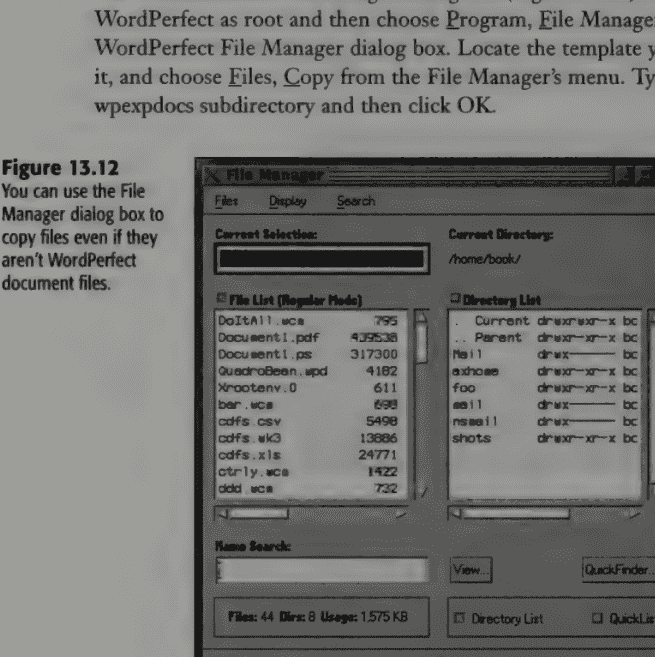 WordPerfect as root and then choose Program, File Manager
WordPerfect File Manager dialog box. Locate the template y
it, and choose Files, Copy from the File Manager's menu. Ty
wpexpdocs subdirectory and then click OK.
Figure 13.12
You can use the File
Manager dialog box to
copy files even if they
aren't WordPerfect
document files.
File Manager
Files Display Search
Current Selection: Current Directory:
/home/book/
File List (Regular Mode) Directory List
DoItAll.wcm 795 . Current drwxrwxr-x bc
Document1.pdf 439538 .. Parent drwxr-xr-x bc
Document1.ps 317300 Mail drwx------ bc
QuadroBean.wpd 4182 axhome drwxr-xr-x bc
Xrootenv.0 611 foo drwxr-xr-x bc
bar.wcm 698 mail drwx------ bc
cdfs.csv 5498 nsmail drwx------ bc
cdfs.wk3 13886 shots drwxr-xr-x bc
cdfs.xls 24771
ctrly.wcm 1422
ddd.wcm 732
Name Search:
View... QuickFinder...
Files: 44 Dirs: 8 Usage: 1,575 KB Directory List QuickLis